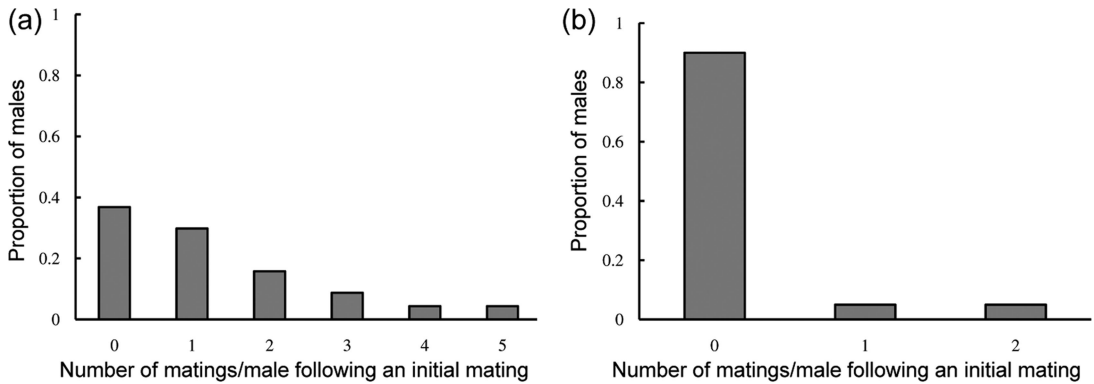 (a)
Proportion of males
1
0.8
0.6
0.4
0.2
0
0 1 2 3 4 5
Number of matings/male following an initial mating
(b)
Proportion of males
1
0.8
0.6
0.4
0.2
0
0 1 2
Number of matings/male following an initial mating